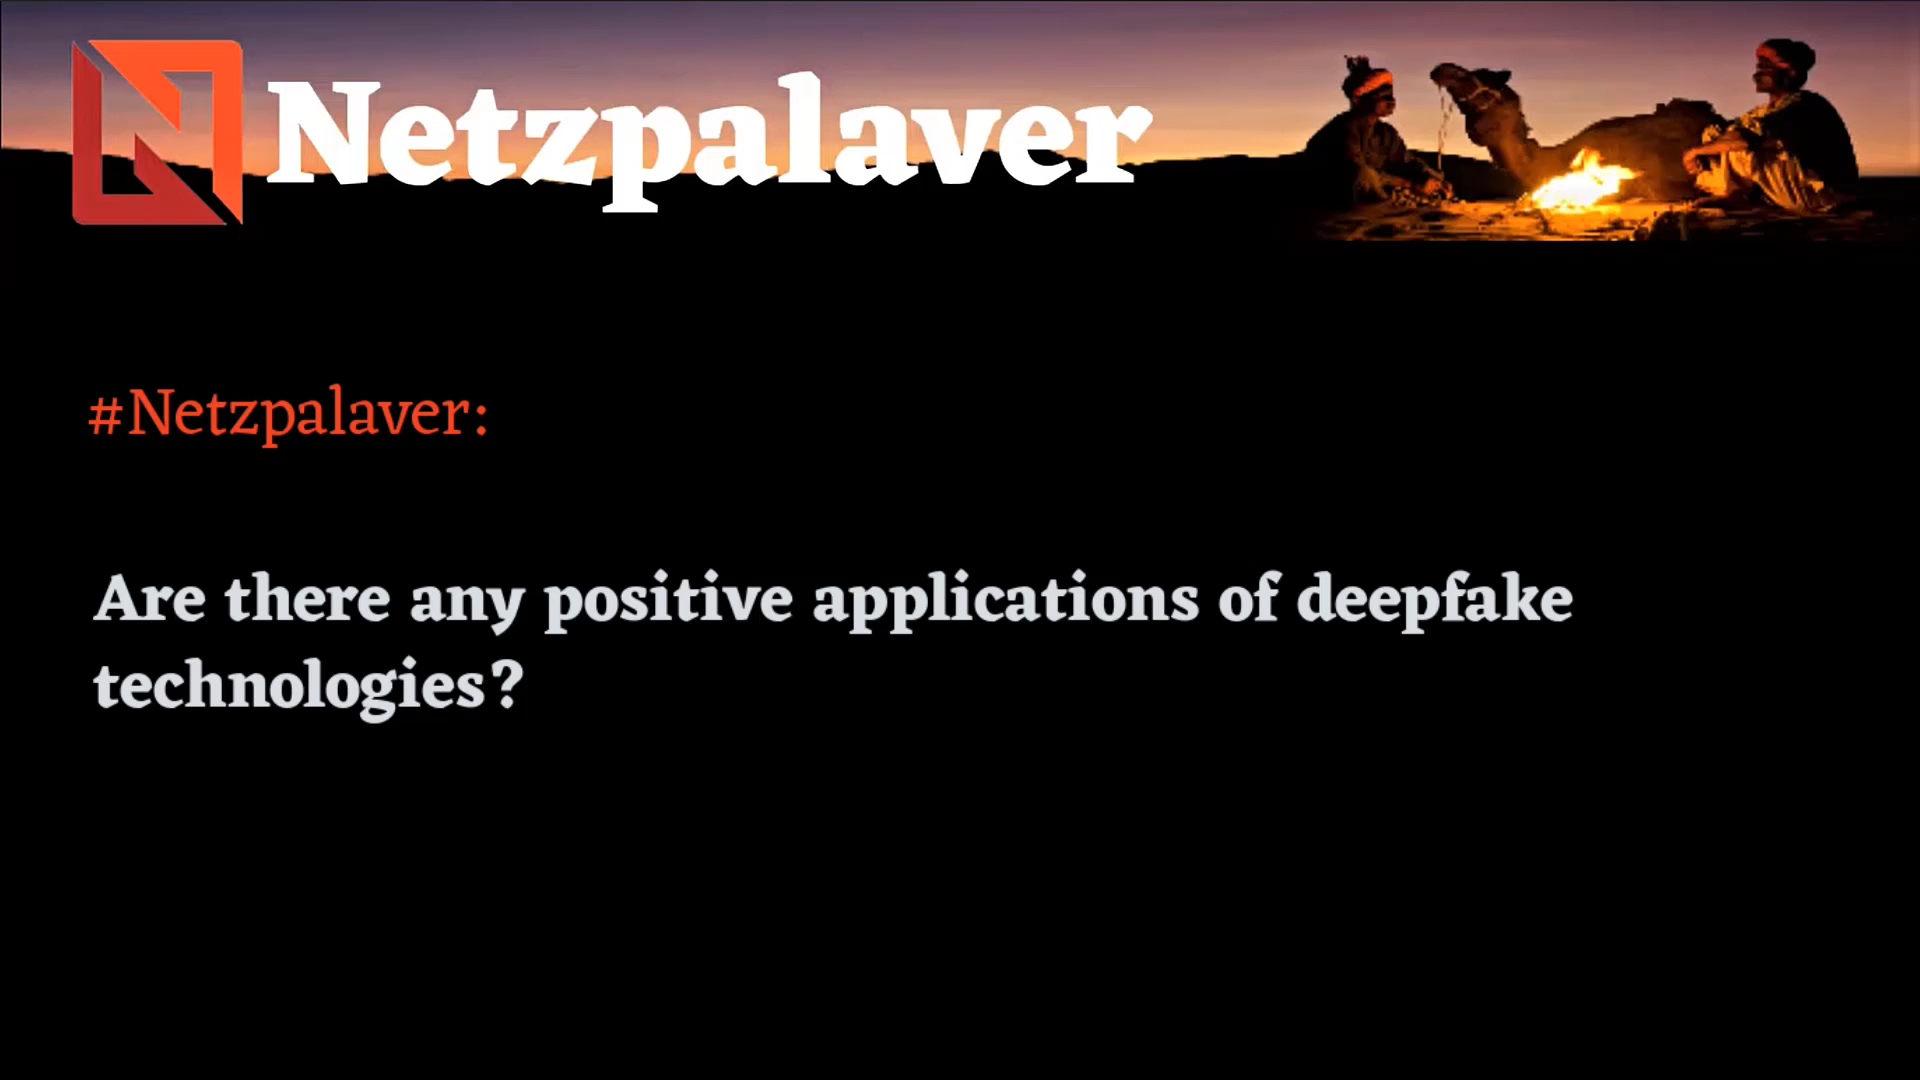 Netzpalaver
#Netzpalaver:
Are there any positive applications of deepfake
technologies?